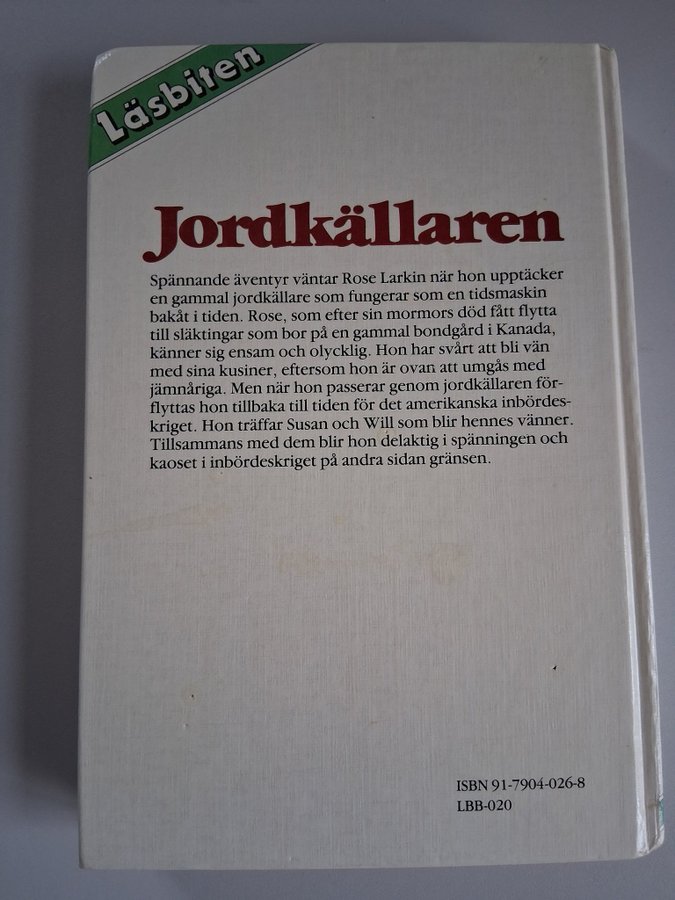 Läsbiten
Jordkällaren
Spännande äventyr väntar Rose Larkin när hon upptäcker
en gammal jordkällare som fungerar som en tidsmaskin
bakåt i tiden. Rose, som efter sin mormors död fått flytta
till släktingar som bor på en gammal bondgård i Kanada,
känner sig ensam och olycklig. Hon har svårt att bli vän
med sina kusiner, eftersom hon är ovan att umgås med
jämnåriga. Men när hon passerar genom jordkällaren för-
flyttas hon tillbaka till tiden för det amerikanska inbördes-
kriget. Hon träffar Susan och Will som blir hennes vänner.
Tillsammans med dem blir hon delaktig i spänningen och
kaoset i inbördeskriget på andra sidan gränsen.
ISBN 91-7904-026-8
LBB-020